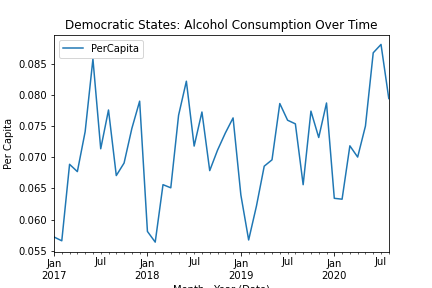 Democratic States: Alcohol Consumption Over Time
PerCapita
0.085
0.080
0.075
0.070
0.065
0.060
0.055
Per Capita
Jan Jul Jan Jul Jan Jul Jan Jul
2017 2018 2019 2020
Month - Year (Date)